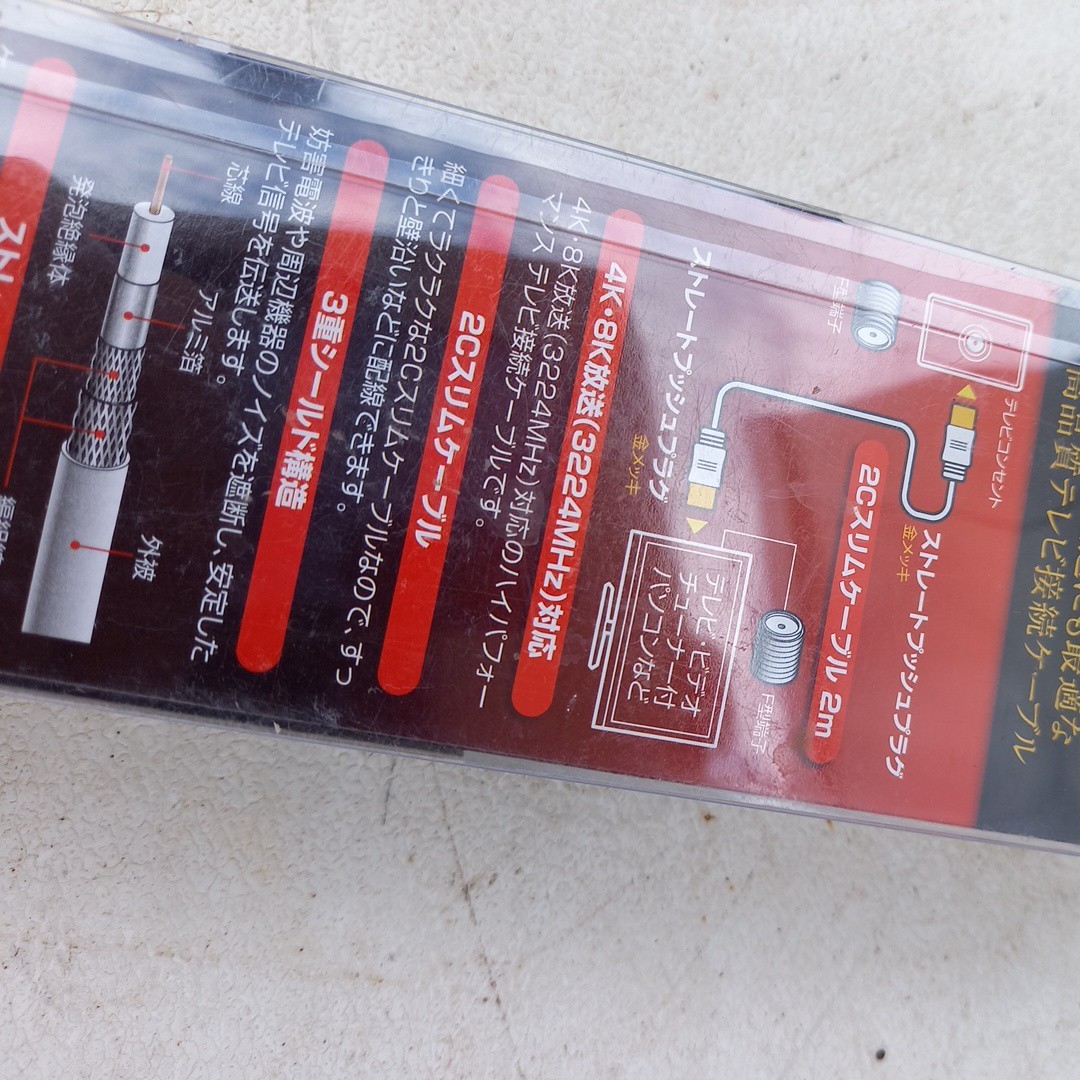 高品質テレビ接続ケーブル
テレビコンセント
F型端子
ストレートプッシュプラグ
金メッキ
2Cスリムケーブル 2m
F型端子
ストレートプッシュプラグ
金メッキ
テレビ・ビデオ
チューナー付
パソコンなど
4K・8K放送(3224MHz)対応
4K・8K放送(3224MHz)対応のハイパフォー
マンス テレビ接続ケーブルです。
2Cスリムケーブル
細くてラクラクな2Cスリムケーブルなので、すっ
きりと壁沿いなどに配線できます。
3重シールド構造
妨害電波や周辺機器のノイズを遮断し、安定した
テレビ信号を伝送します。
芯線
アルミ箔
外被
発泡絶縁体
スト